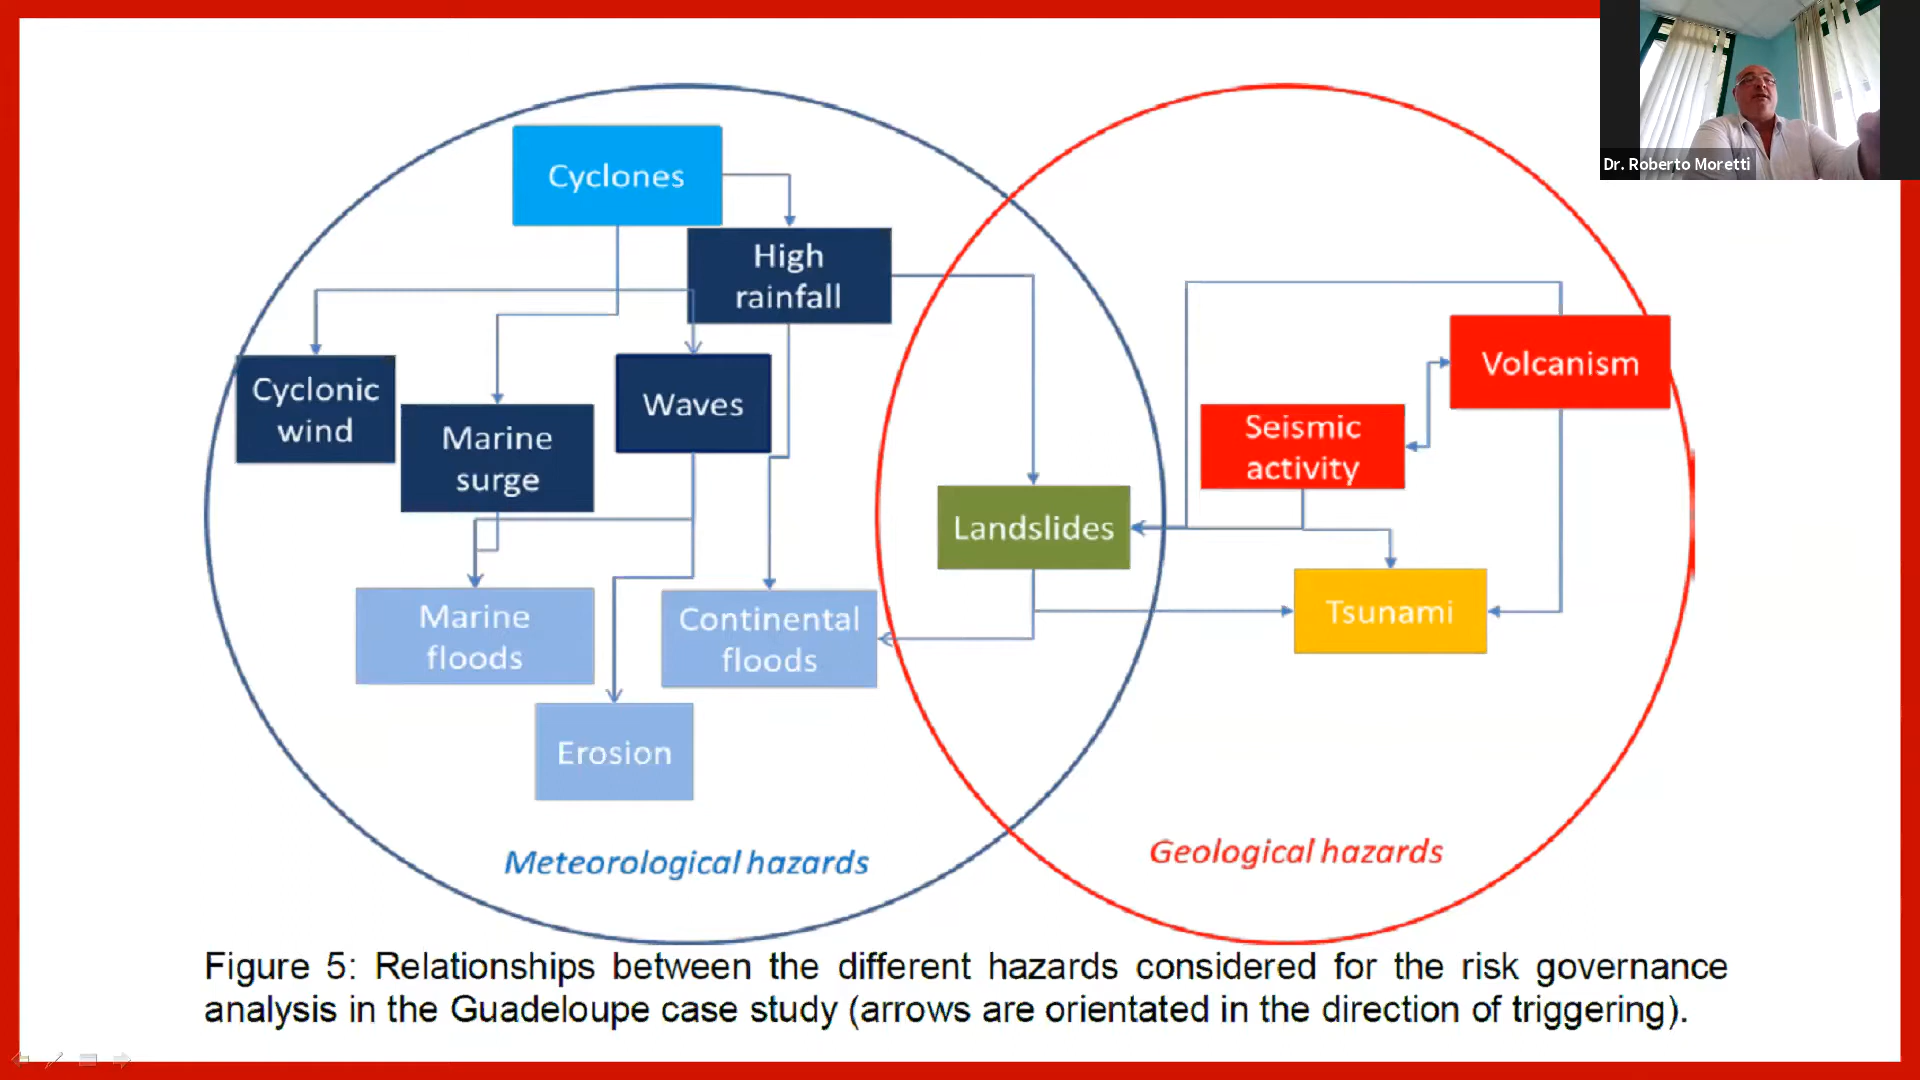 Dr. Roberto Moretti
Cyclones
High
rainfall
Cyclonic
wind
Marine
surge
Waves
Volcanism
Seismic
activity
Landslides
Tsunami
Marine
floods
Continental
floods
Erosion
Meteorological hazards
Geological hazards
Figure 5: Relationships between the different hazards considered for the risk governance
analysis in the Guadeloupe case study (arrows are orientated in the direction of triggering).